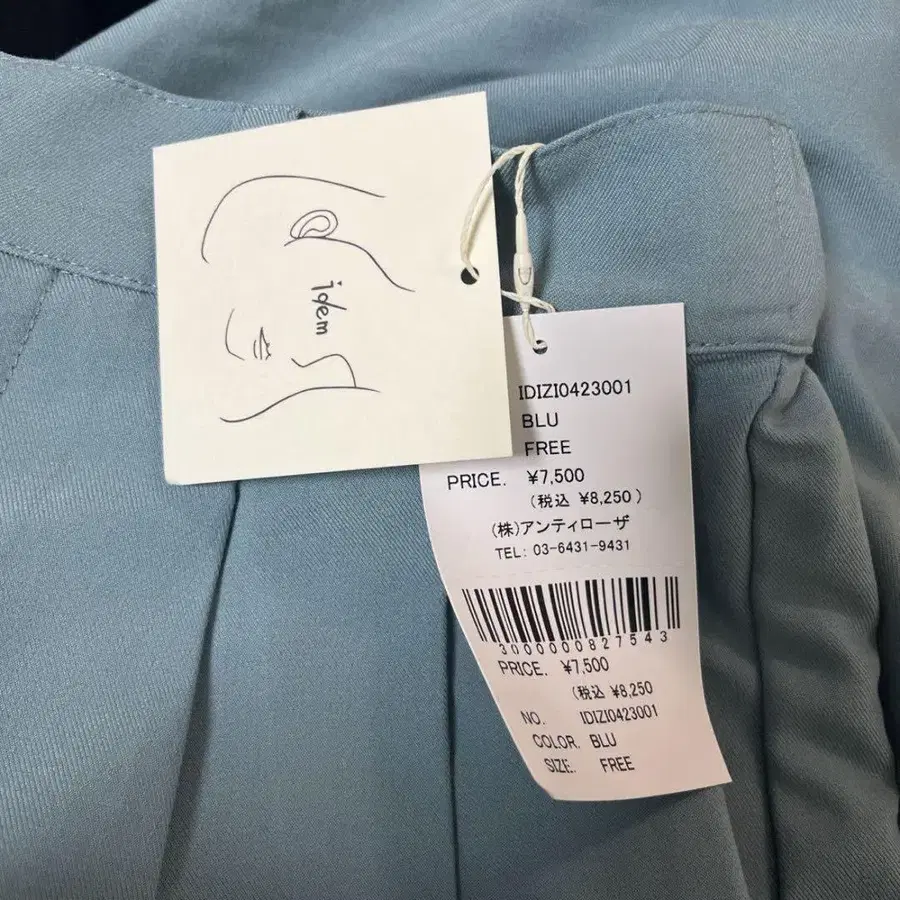 idem
IDIZI0423001
BLU
FREE
PRICE. ¥7,500
(税込 ¥8,250)
(株)アンティローザ
TEL: 03-6431-9431
3000000827543
PRICE. ¥7,500
(税込 ¥8,250
NO. IDIZI0423001
COLOR. BLU
SIZE. FREE